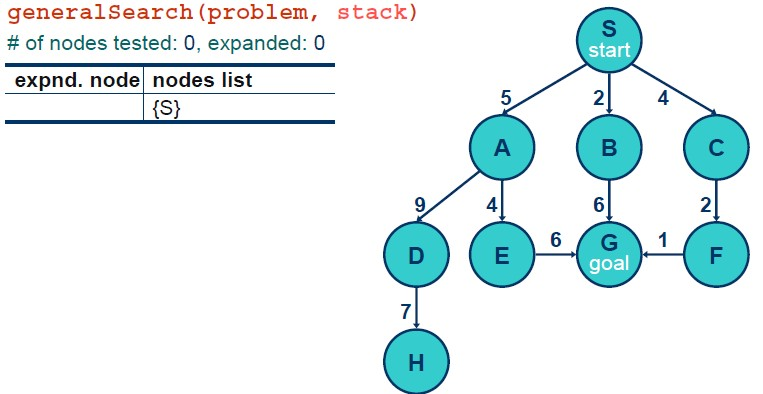 generalSearch(problem, stack)
# of nodes tested: 0, expanded: 0
expnd. node nodes list
{S}
S
start
5 2 4
A B C
9 4 6 2
D E 6 G 1 F
goal
7
H